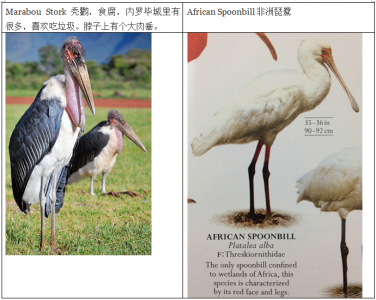 Marabou Stork 秃鹳，食腐，内罗毕城里有
很多，喜欢吃垃圾。脖子上有个大肉垂。
African Spoonbill 非洲琵鹭
35–36 in
90–92 cm
AFRICAN SPOONBILL
Platalea alba
F: Threskiornithidae
The only spoonbill confined
to wetlands of Africa, this
species is characterized
by its red face and legs.